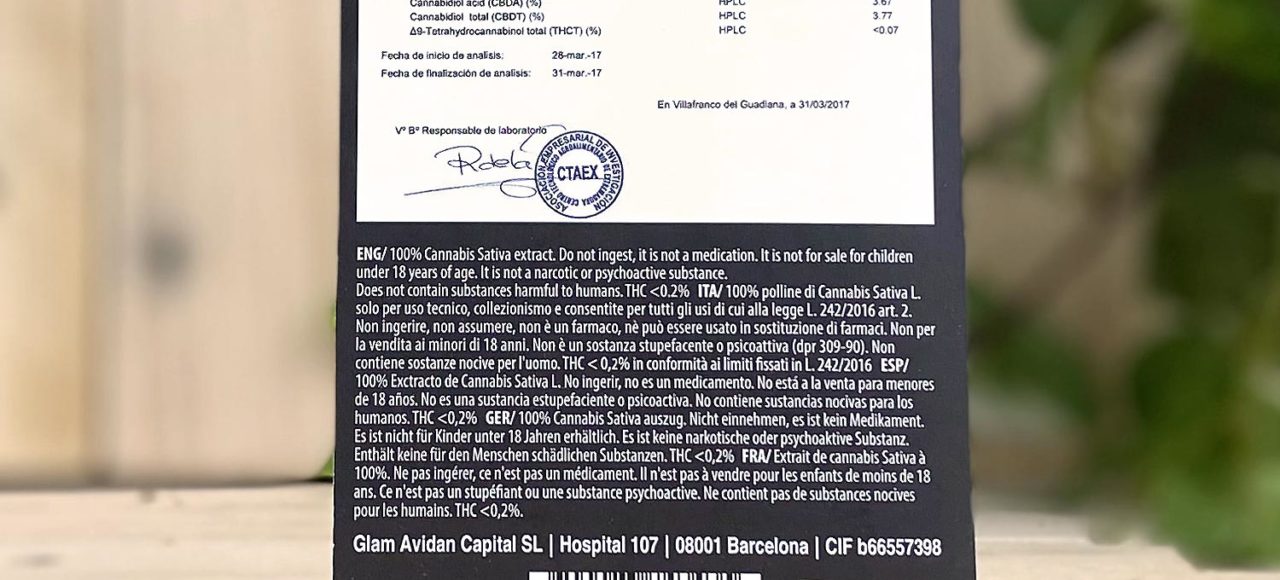 Cannabidiol acid (CBDA) (%) HPLC 3.67
Cannabidiol total (CBDT) (%) HPLC 3.77
Δ9-Tetrahydrocannabinol total (THCT) (%) HPLC <0.07
Fecha de inicio de analisis: 28-mar.-17
Fecha de finalización de analisis: 31-mar.-17
En Villafranco del Guadiana, a 31/03/2017
Vº Bº Responsable de laboratorio
ASOCIACIÓN EMPRESARIAL DE INVESTIGACIÓN
CENTRO TECNOLÓGICO AGROALIMENTARIO DE EXTREMADURA
CTAEX
ENG/ 100% Cannabis Sativa extract. Do not ingest, it is not a medication. It is not for sale for children
under 18 years of age. It is not a narcotic or psychoactive substance.
Does not contain substances harmful to humans. THC <0.2% ITA/ 100% polline di Cannabis Sativa L.
solo per uso tecnico, collezionismo e consentite per tutti gli usi di cui alla legge L. 242/2016 art. 2.
Non ingerire, non assumere, non è un farmaco, nè può essere usato in sostituzione di farmaci. Non per
la vendita ai minori di 18 anni. Non è un sostanza stupefacente o psicoattiva (dpr 309-90). Non
contiene sostanze nocive per l'uomo. THC < 0,2% in conformità ai limiti fissati in L. 242/2016 ESP/
100% Exctracto de Cannabis Sativa L. No ingerir, no es un medicamento. No está a la venta para menores
de 18 años. No es una sustancia estupefaciente o psicoactiva. No contiene sustancias nocivas para los
humanos. THC <0,2% GER/ 100% Cannabis Sativa auszug. Nicht einnehmen, es ist kein Medikament.
Es ist nicht für Kinder unter 18 Jahren erhältlich. Es ist keine narkotische oder psychoaktive Substanz.
Enthält keine für den Menschen schädlichen Substanzen. THC <0,2% FRA/ Extrait de cannabis Sativa à
100%. Ne pas ingérer, ce n'est pas un médicament. Il n'est pas à vendre pour les enfants de moins de 18
ans. Ce n'est pas un stupéfiant ou une substance psychoactive. Ne contient pas de substances nocives
pour les humains. THC <0,2%.
Glam Avidan Capital SL | Hospital 107 | 08001 Barcelona | CIF b66557398